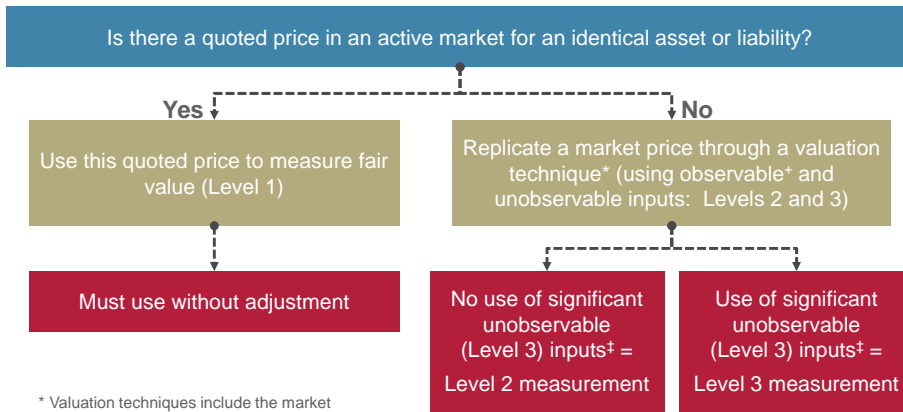 Is there a quoted price in an active market for an identical asset or liability?
Yes
No
Use this quoted price to measure fair
value (Level 1)
Replicate a market price through a valuation
technique* (using observable⁺ and
unobservable inputs: Levels 2 and 3)
Must use without adjustment
No use of significant
unobservable
(Level 3) inputs‡ =
Level 2 measurement
Use of significant
unobservable
(Level 3) inputs‡ =
Level 3 measurement
* Valuation techniques include the market